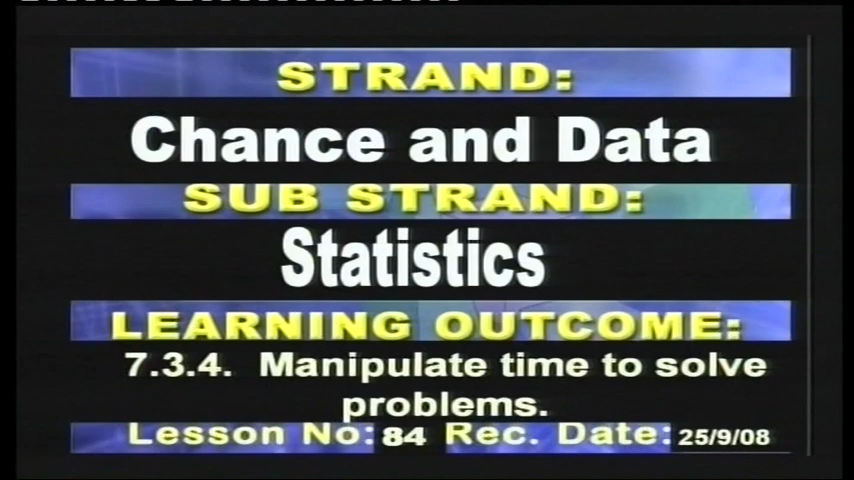 STRAND:
Chance and Data
SUB STRAND:
Statistics
LEARNING OUTCOME:
7.3.4. Manipulate time to solve
problems.
Lesson No: 84 Rec. Date: 25/9/08